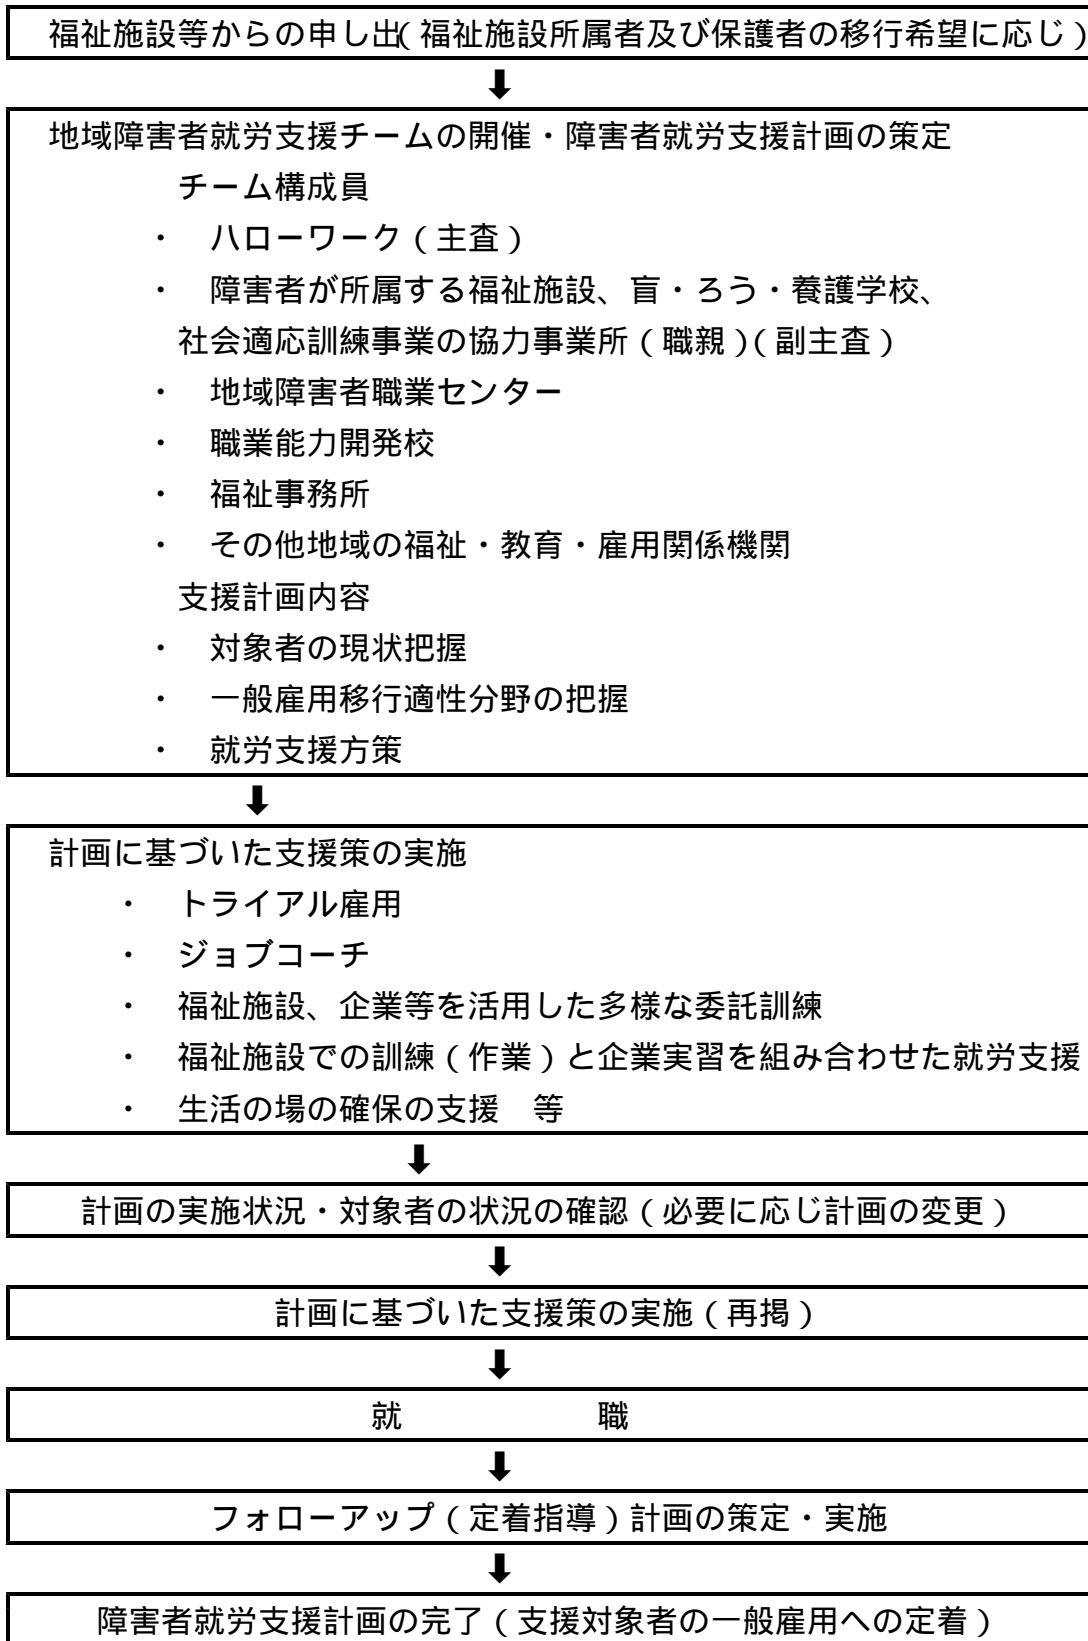 福祉施設等からの申し出（福祉施設所属者及び保護者の移行希望に応じ）
⬇
地域障害者就労支援チームの開催・障害者就労支援計画の策定
チーム構成員
・　ハローワーク（主査）
・　障害者が所属する福祉施設、盲・ろう・養護学校、
社会適応訓練事業の協力事業所（職親）（副主査）
・　地域障害者職業センター
・　職業能力開発校
・　福祉事務所
・　その他地域の福祉・教育・雇用関係機関
支援計画内容
・　対象者の現状把握
・　一般雇用移行適性分野の把握
・　就労支援方策
⬇
計画に基づいた支援策の実施
・　トライアル雇用
・　ジョブコーチ
・　福祉施設、企業等を活用した多様な委託訓練
・　福祉施設での訓練（作業）と企業実習を組み合わせた就労支援
・　生活の場の確保の支援　等
⬇
計画の実施状況・対象者の状況の確認（必要に応じ計画の変更）
⬇
計画に基づいた支援策の実施（再掲）
⬇
就　　　　　　職
⬇
フォローアップ（定着指導）計画の策定・実施
⬇
障害者就労支援計画の完了（支援対象者の一般雇用への定着）